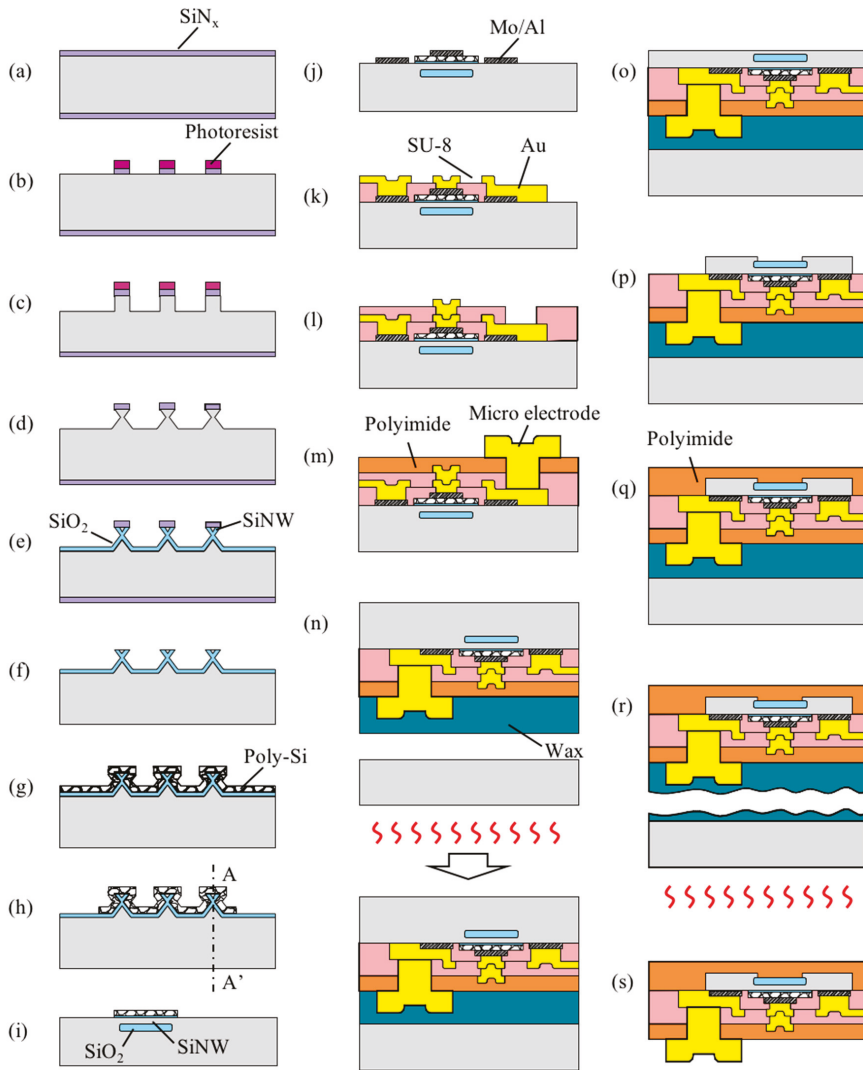 SiNₓ
(a)
Photoresist
(b)
(c)
(d)
SiO₂
SiNW
(e)
(f)
Poly-Si
(g)
A
(h)
A'
(i)
SiNW
SiO₂
Mo/Al
(j)
SU-8
Au
(k)
(l)
Micro electrode
Polyimide
(m)
(n)
Wax
(o)
(p)
Polyimide
(q)
(r)
(s)